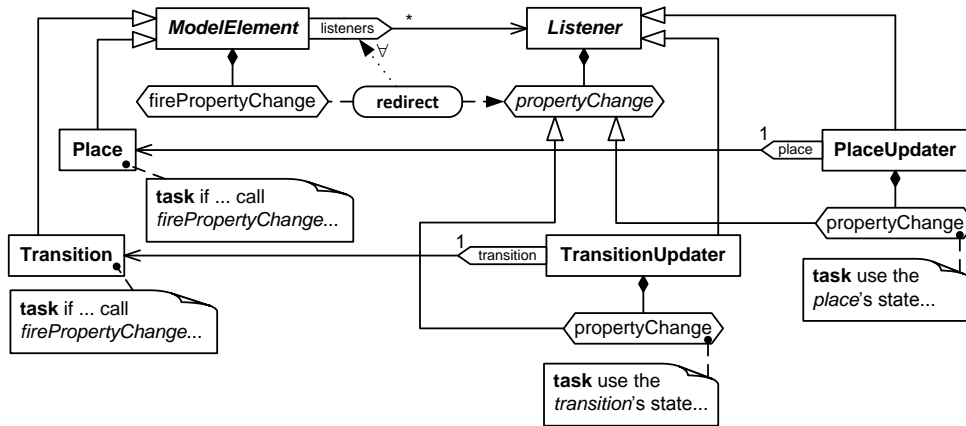 ModelElement
listeners
*
Listener
∀
firePropertyChange
redirect
propertyChange
Place
1
place
PlaceUpdater
task if ... call
firePropertyChange...
propertyChange
Transition
1
transition
TransitionUpdater
task use the
place's state...
task if ... call
firePropertyChange...
propertyChange
task use the
transition's state...